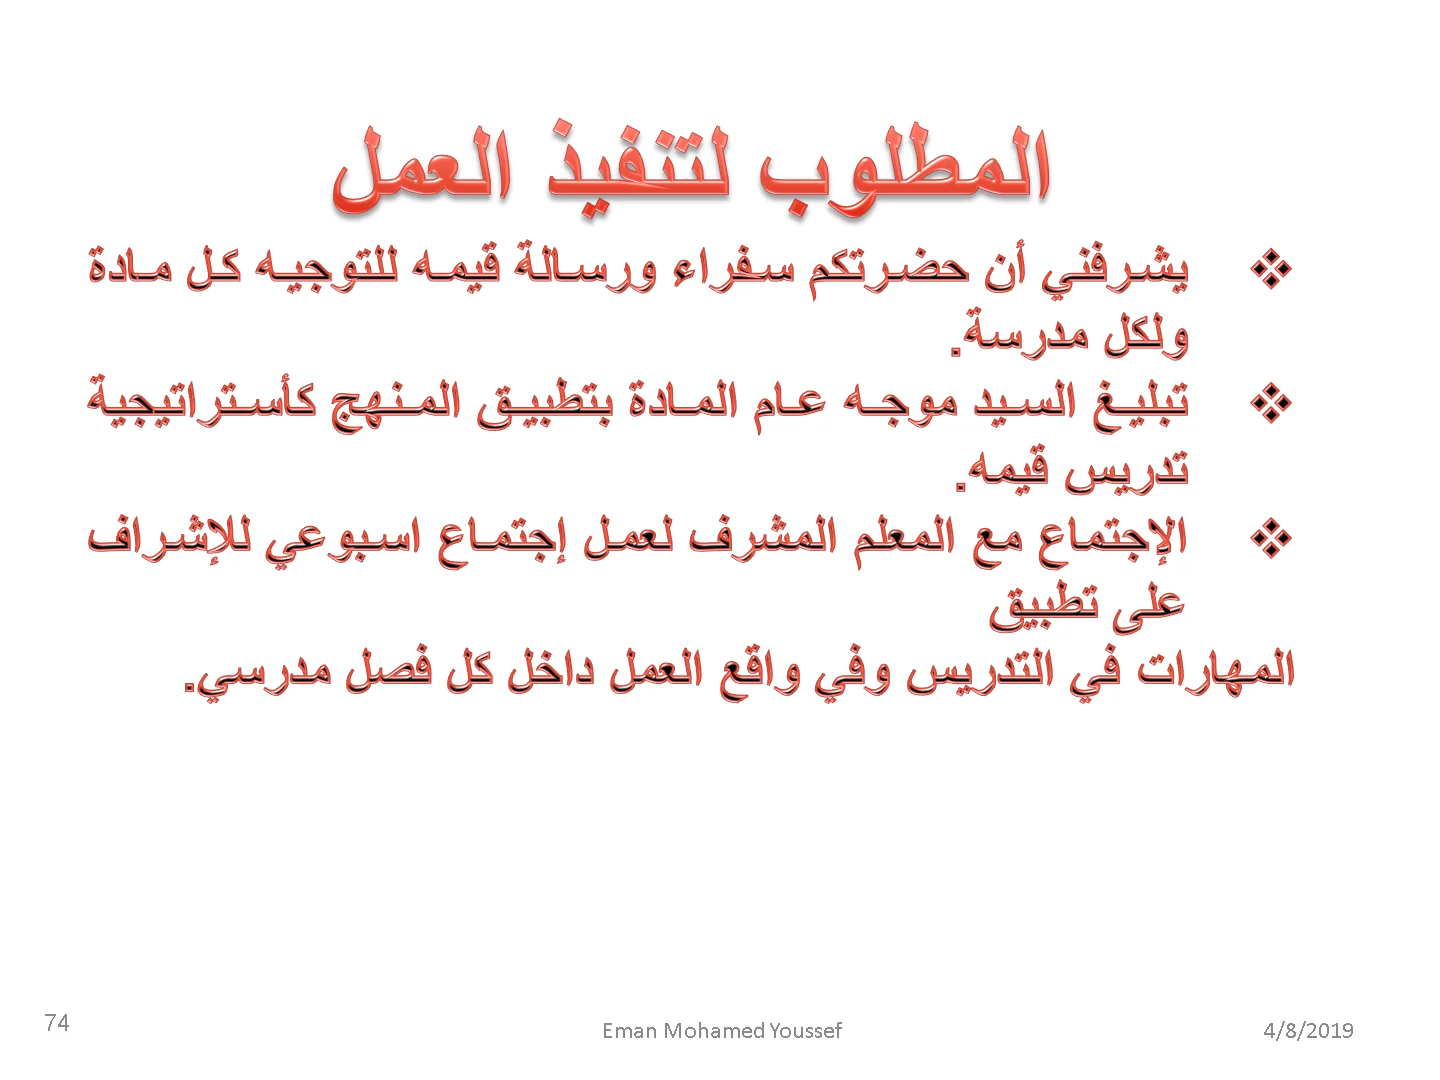 المطلوب لتنفيذ العمل
❖ يشرفني أن حضرتكم سفراء ورسالة قيمه للتوجيه كل مادة
ولكل مدرسة.
❖ تبليغ السيد موجه عام المادة بتطبيق المنهج كأستراتيجية
تدريس قيمه.
❖ الإجتماع مع المعلم المشرف لعمل إجتماع اسبوعي للإشراف
على تطبيق
المهارات في التدريس وفي واقع العمل داخل كل فصل مدرسي.
74
Eman Mohamed Youssef
4/8/2019